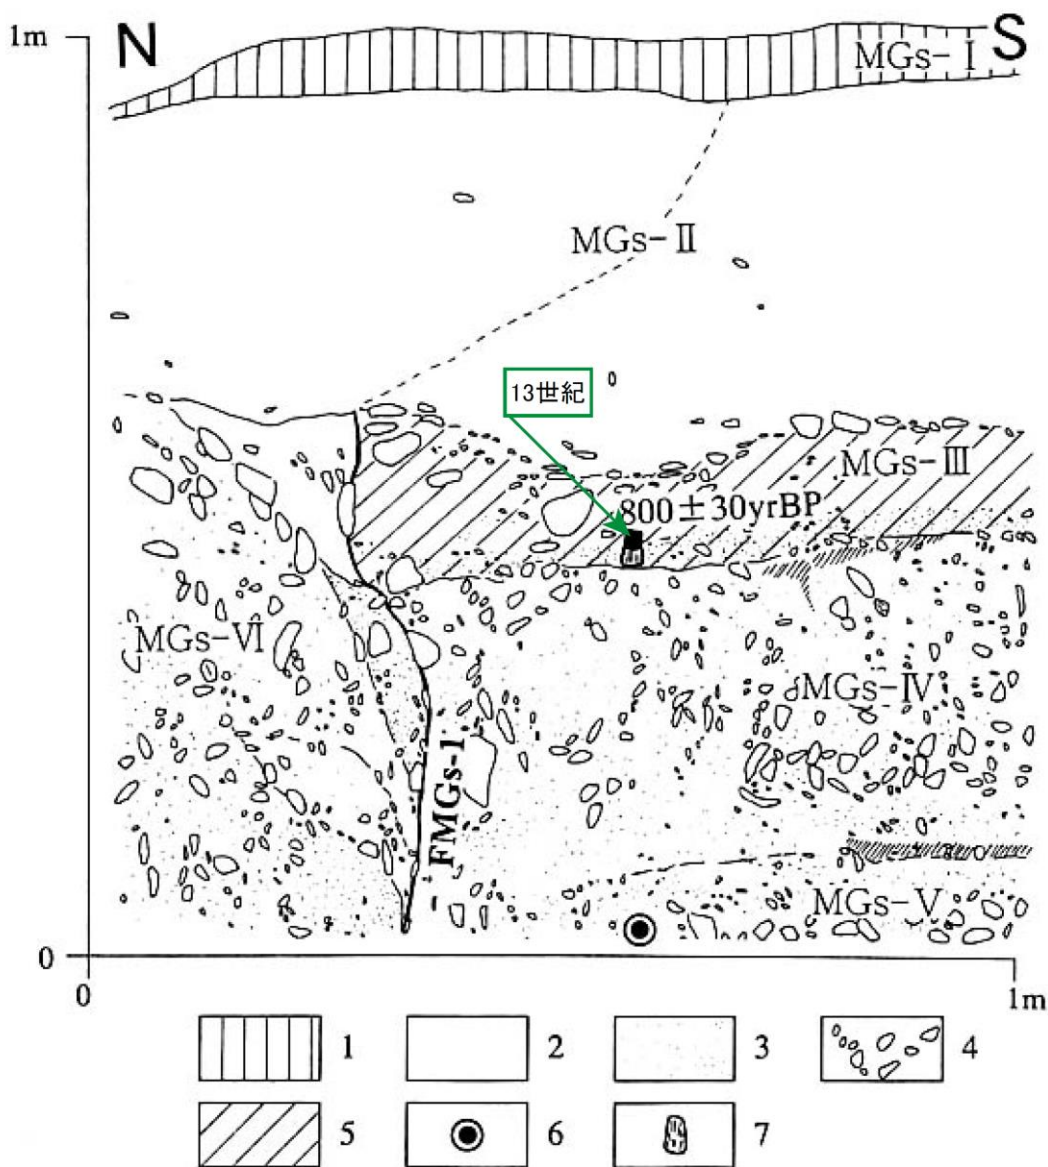 1m
N
S
MGs-Ⅰ
MGs-Ⅱ
13世紀
MGs-Ⅲ
800±30yrBP
MGs-Ⅵ
MGs-Ⅳ
FMGs-1
MGs-Ⅴ
0
0
1m
1
2
3
4
5
6
7